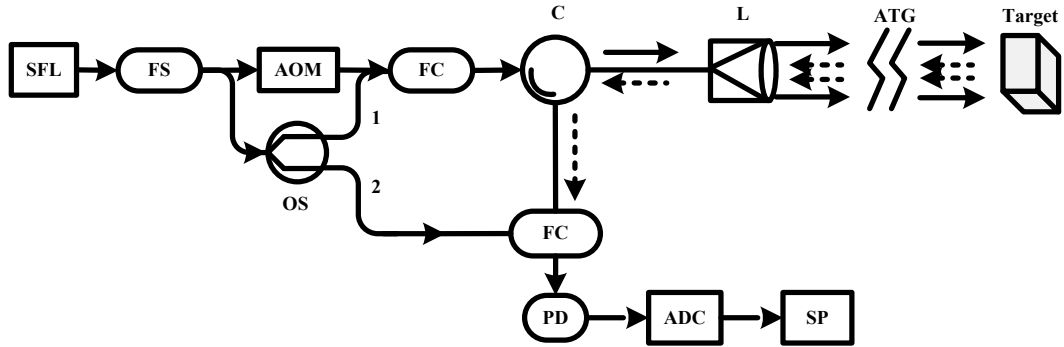 C L ATG Target
SFL FS AOM FC
1
OS 2
FC
PD ADC SP